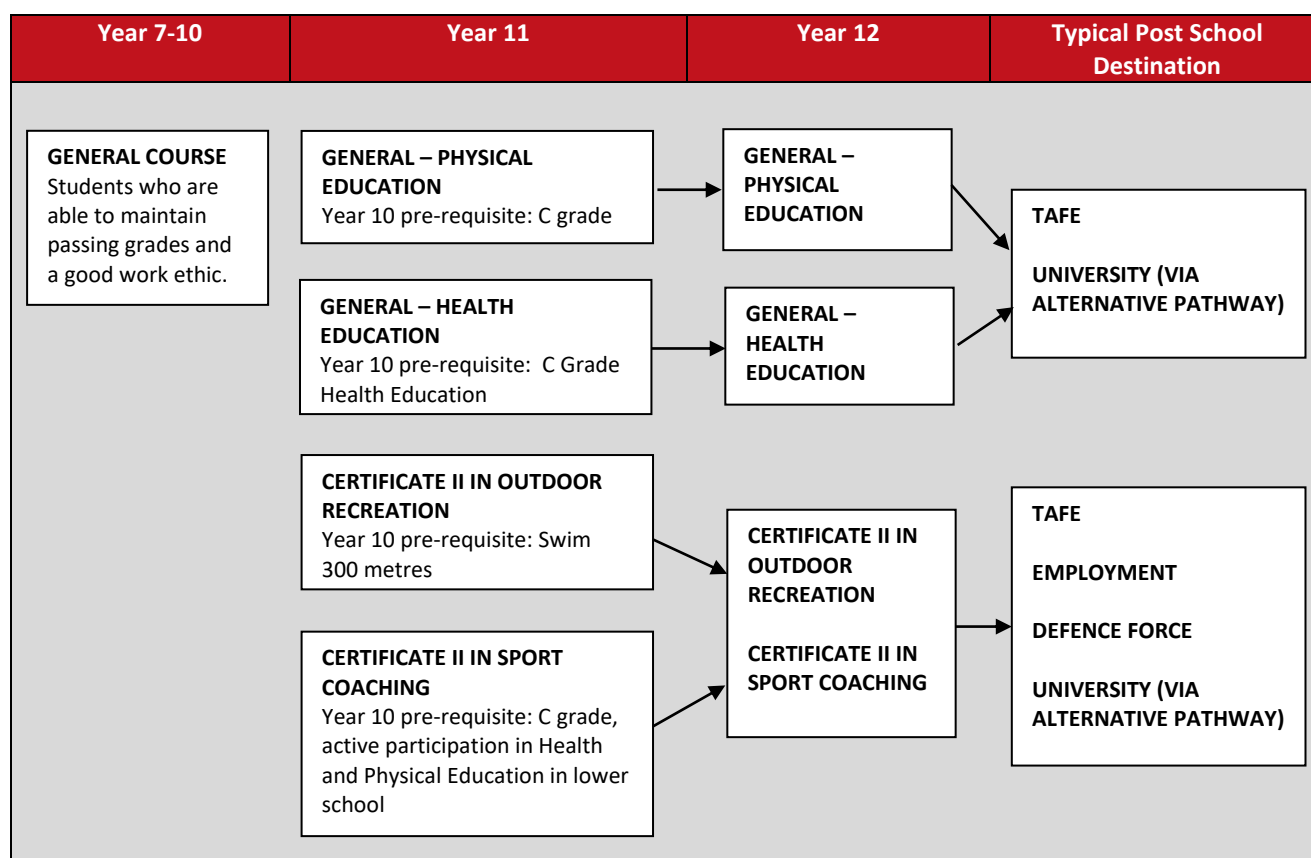 Year 7-10
Year 11
Year 12
Typical Post School
Destination
GENERAL COURSE
Students who are
able to maintain
passing grades and
a good work ethic.
GENERAL – PHYSICAL
EDUCATION
Year 10 pre-requisite: C grade
GENERAL –
PHYSICAL
EDUCATION
TAFE
UNIVERSITY (VIA
ALTERNATIVE PATHWAY)
GENERAL – HEALTH
EDUCATION
Year 10 pre-requisite:  C Grade
Health Education
GENERAL –
HEALTH
EDUCATION
CERTIFICATE II IN OUTDOOR
RECREATION
Year 10 pre-requisite: Swim
300 metres
CERTIFICATE II IN SPORT
COACHING
Year 10 pre-requisite: C grade,
active participation in Health
and Physical Education in lower
school
CERTIFICATE II IN
OUTDOOR
RECREATION
CERTIFICATE II IN
SPORT COACHING
TAFE
EMPLOYMENT
DEFENCE FORCE
UNIVERSITY (VIA
ALTERNATIVE PATHWAY)